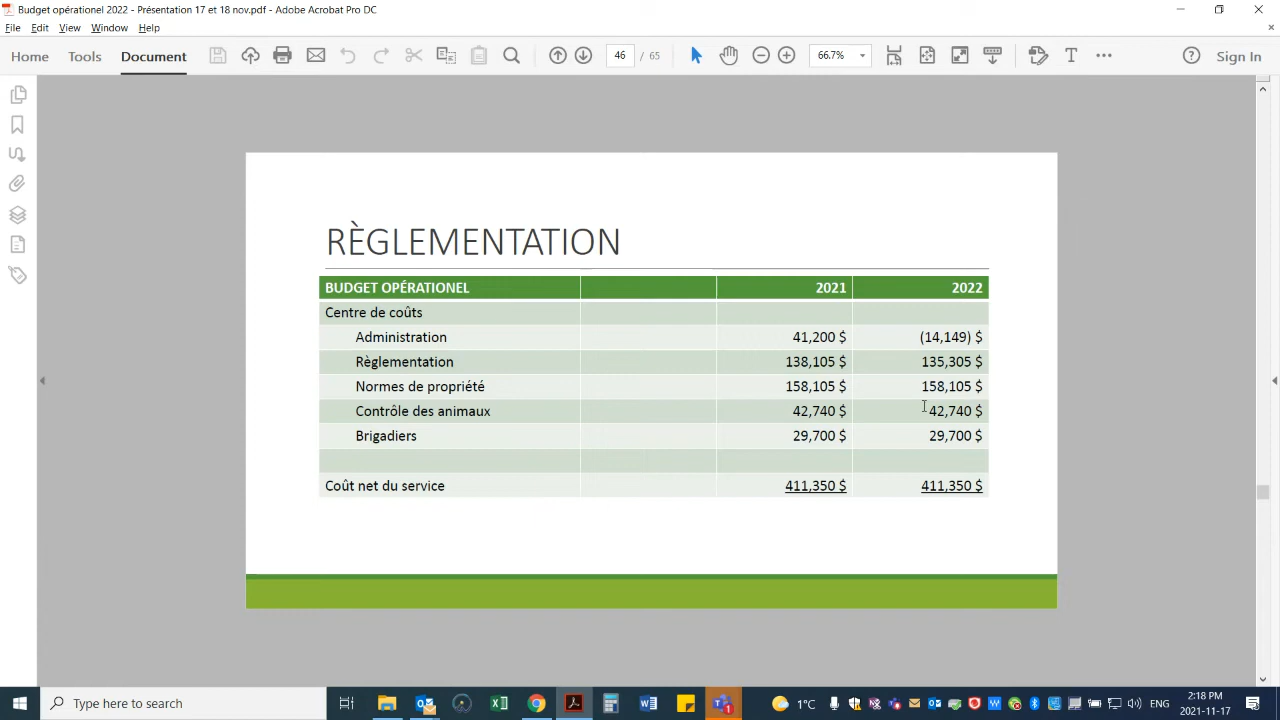 Budget opérationel 2022 - Présentation 17 et 18 nov.pdf - Adobe Acrobat Pro DC
File Edit View Window Help
Home Tools Document 46 / 65 66.7% Sign In
RÈGLEMENTATION
BUDGET OPÉRATIONEL 2021 2022
Centre de coûts
Administration 41,200 $ (14,149) $
Règlementation 138,105 $ 135,305 $
Normes de propriété 158,105 $ 158,105 $
Contrôle des animaux 42,740 $ 42,740 $
Brigadiers 29,700 $ 29,700 $
Coût net du service 411,350 $ 411,350 $
Type here to search 1°C ENG 2:18 PM
2021-11-17